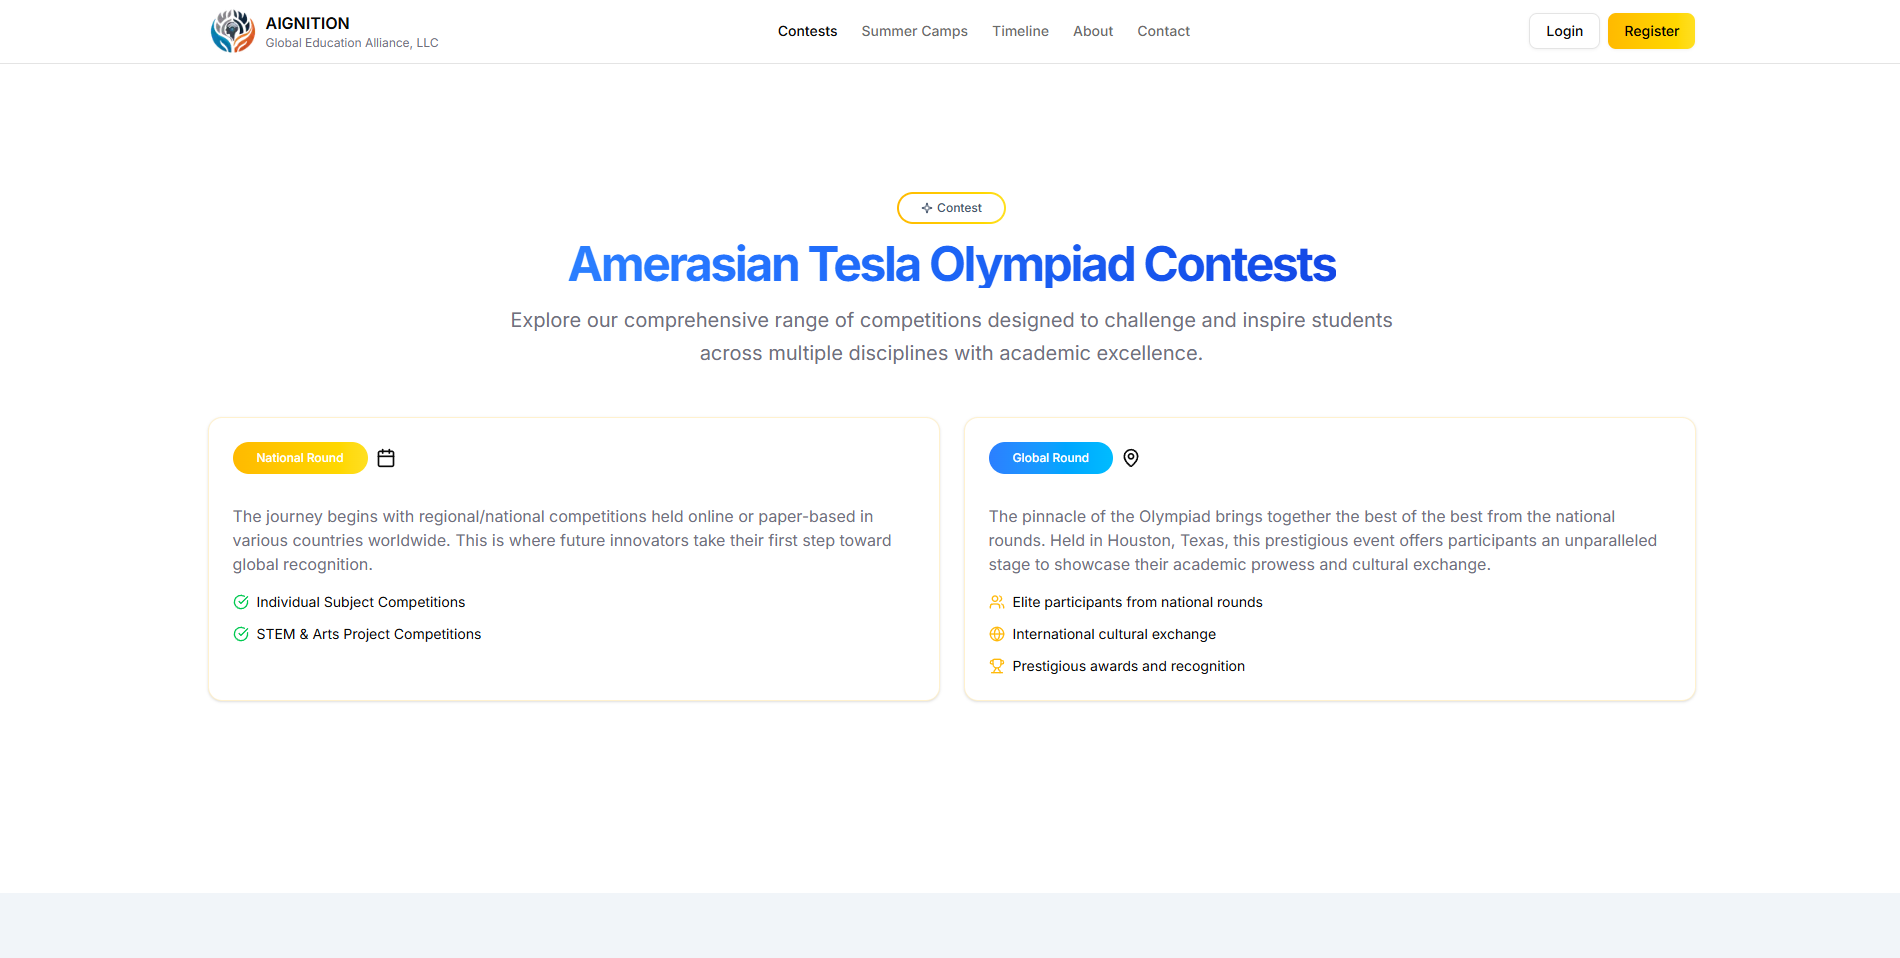 AIGNITION
Global Education Alliance, LLC
Contests
Summer Camps
Timeline
About
Contact
Login
Register
Contest
Amerasian Tesla Olympiad Contests
Explore our comprehensive range of competitions designed to challenge and inspire students
across multiple disciplines with academic excellence.
National Round
The journey begins with regional/national competitions held online or paper-based in
various countries worldwide. This is where future innovators take their first step toward
global recognition.
Individual Subject Competitions
STEM & Arts Project Competitions
Global Round
The pinnacle of the Olympiad brings together the best of the best from the national
rounds. Held in Houston, Texas, this prestigious event offers participants an unparalleled
stage to showcase their academic prowess and cultural exchange.
Elite participants from national rounds
International cultural exchange
Prestigious awards and recognition